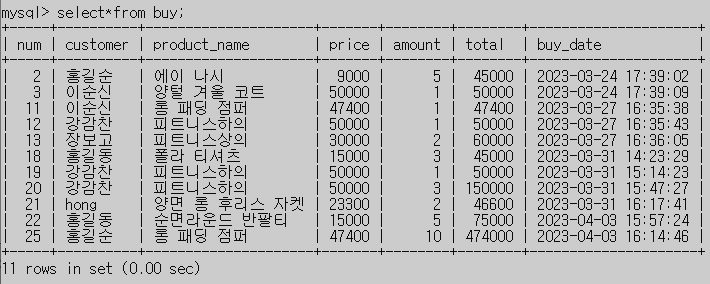 mysql> select*from buy;
+-----+----------+------------------------+-------+--------+--------+---------------------+
| num | customer | product_name | price | amount | total | buy_date |
+-----+----------+------------------------+-------+--------+--------+---------------------+
| 2 | 홍길순 | 에이 나시 | 9000 | 5 | 45000 | 2023-03-24 17:39:02 |
| 3 | 이순신 | 양털 겨울 코트 | 50000 | 1 | 50000 | 2023-03-24 17:39:09 |
| 11 | 이순신 | 롱 패딩 점퍼 | 47400 | 1 | 47400 | 2023-03-27 16:35:38 |
| 12 | 강감찬 | 피트니스하의 | 50000 | 1 | 50000 | 2023-03-27 16:35:43 |
| 13 | 장보고 | 피트니스상의 | 30000 | 2 | 60000 | 2023-03-27 16:36:05 |
| 18 | 홍길동 | 폴라 티셔츠 | 15000 | 3 | 45000 | 2023-03-31 14:23:29 |
| 19 | 강감찬 | 피트니스하의 | 50000 | 1 | 50000 | 2023-03-31 15:14:23 |
| 20 | 강감찬 | 피트니스하의 | 50000 | 3 | 150000 | 2023-03-31 15:47:27 |
| 21 | hong | 양면 롱 후리스 자켓 | 23300 | 2 | 46600 | 2023-03-31 16:17:41 |
| 22 | 홍길동 | 순면라운드 반팔티 | 15000 | 5 | 75000 | 2023-04-03 15:57:24 |
| 25 | 홍길순 | 롱 패딩 점퍼 | 47400 | 10 | 474000 | 2023-04-03 16:14:46 |
+-----+----------+------------------------+-------+--------+--------+---------------------+
11 rows in set (0.00 sec)